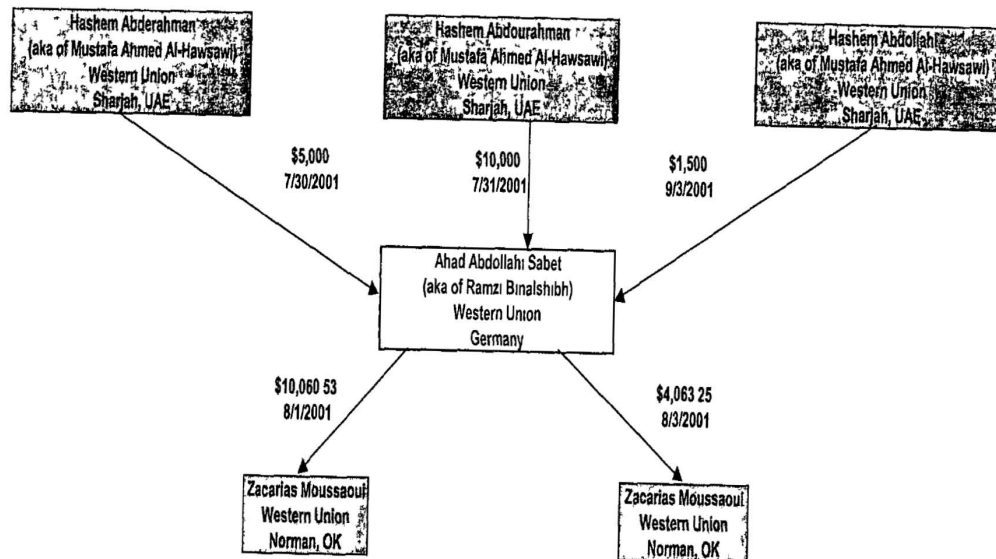 Hashem Abderahman
(aka of Mustafa Ahmed Al-Hawsawi)
Western Union
Sharjah, UAE
Hashem Abdourahman
(aka of Mustafa Ahmed Al-Hawsawi)
Western Union
Sharjah, UAE
Hashem Abdollahi
(aka of Mustafa Ahmed Al-Hawsawi)
Western Union
Sharjah, UAE
$5,000
7/30/2001
$10,000
7/31/2001
$1,500
9/3/2001
Ahad Abdollahi Sabet
(aka of Ramzi Binalshibh)
Western Union
Germany
$10,060 53
8/1/2001
$4,063 25
8/3/2001
Zacarias Moussaoui
Western Union
Norman, OK
Zacarias Moussaoui
Western Union
Norman, OK